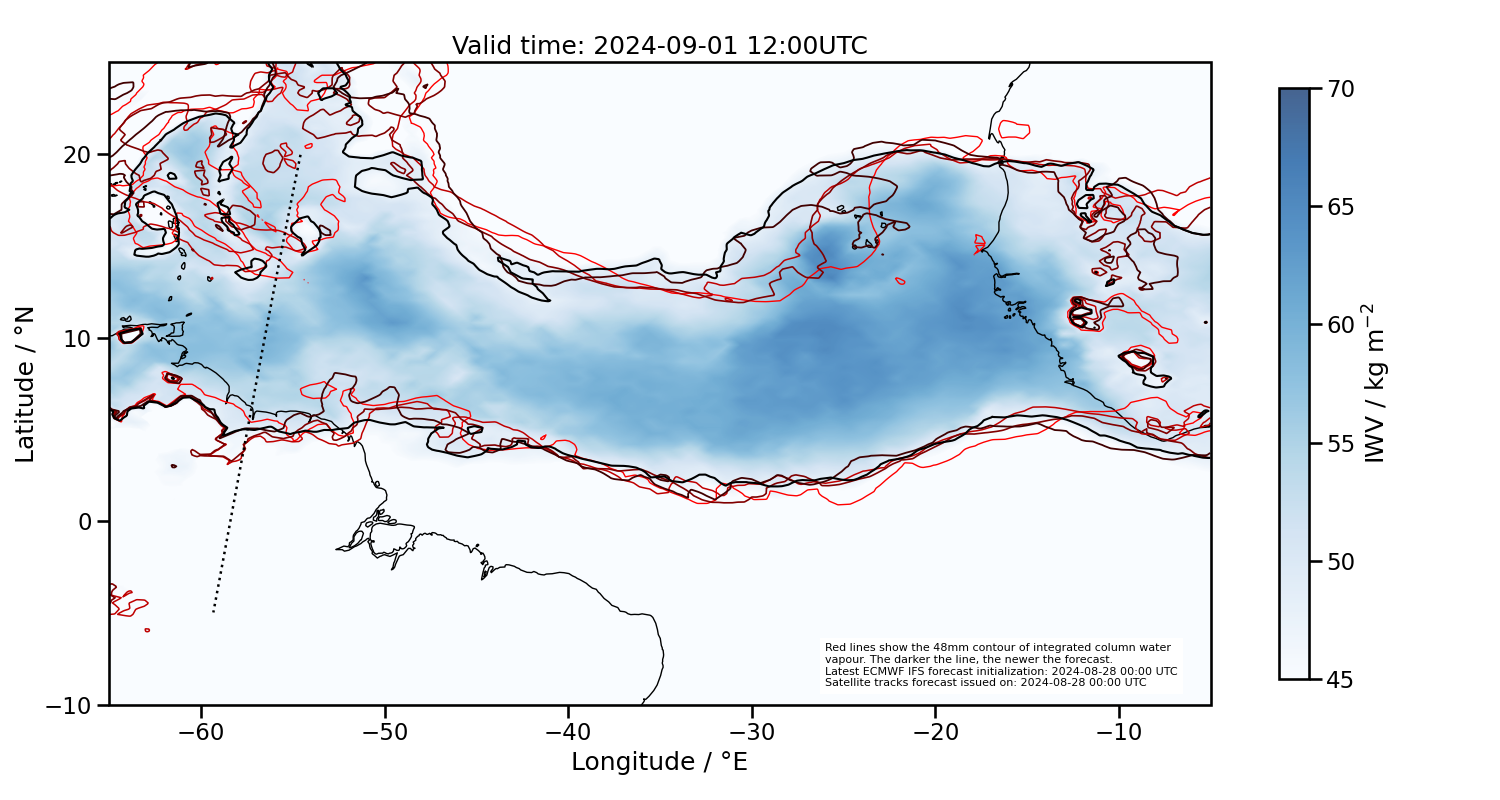 Valid time: 2024-09-01 12:00UTC
20
10
0
−10
Latitude / °N
−60
−50
−40
−30
−20
−10
Longitude / °E
70
65
60
55
50
45
IWV / kg m⁻²
Red lines show the 48mm contour of integrated column water
vapour. The darker the line, the newer the forecast.
Latest ECMWF IFS forecast initialization: 2024-08-28 00:00 UTC
Satellite tracks forecast issued on: 2024-08-28 00:00 UTC